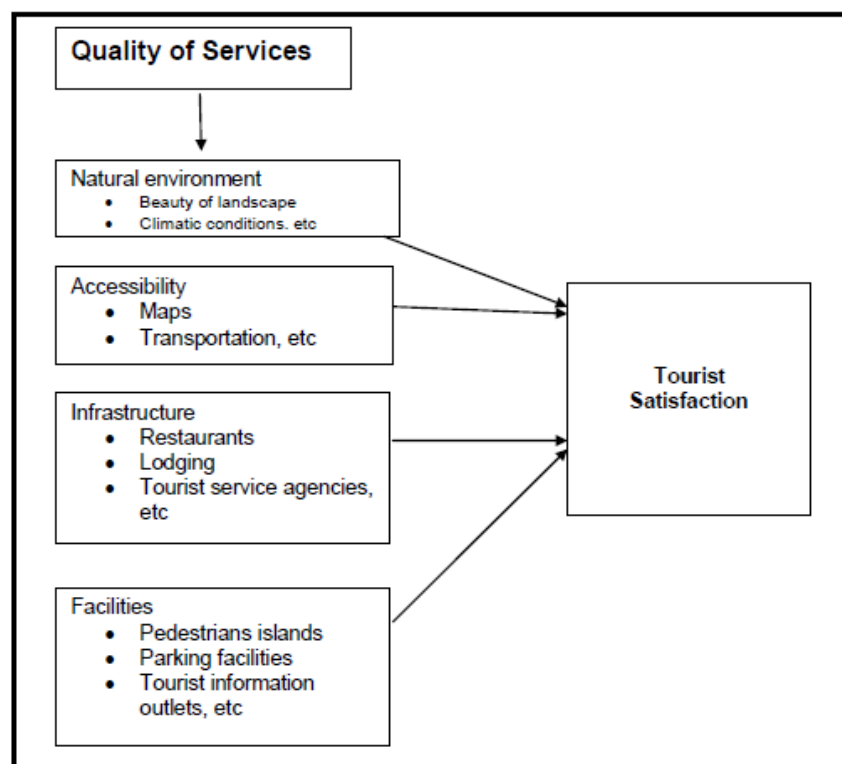 Quality of Services
Natural environment
• Beauty of landscape
• Climatic conditions. etc
Accessibility
• Maps
• Transportation, etc
Infrastructure
• Restaurants
• Lodging
• Tourist service agencies,
etc
Facilities
• Pedestrians islands
• Parking facilities
• Tourist information
outlets, etc
Tourist
Satisfaction